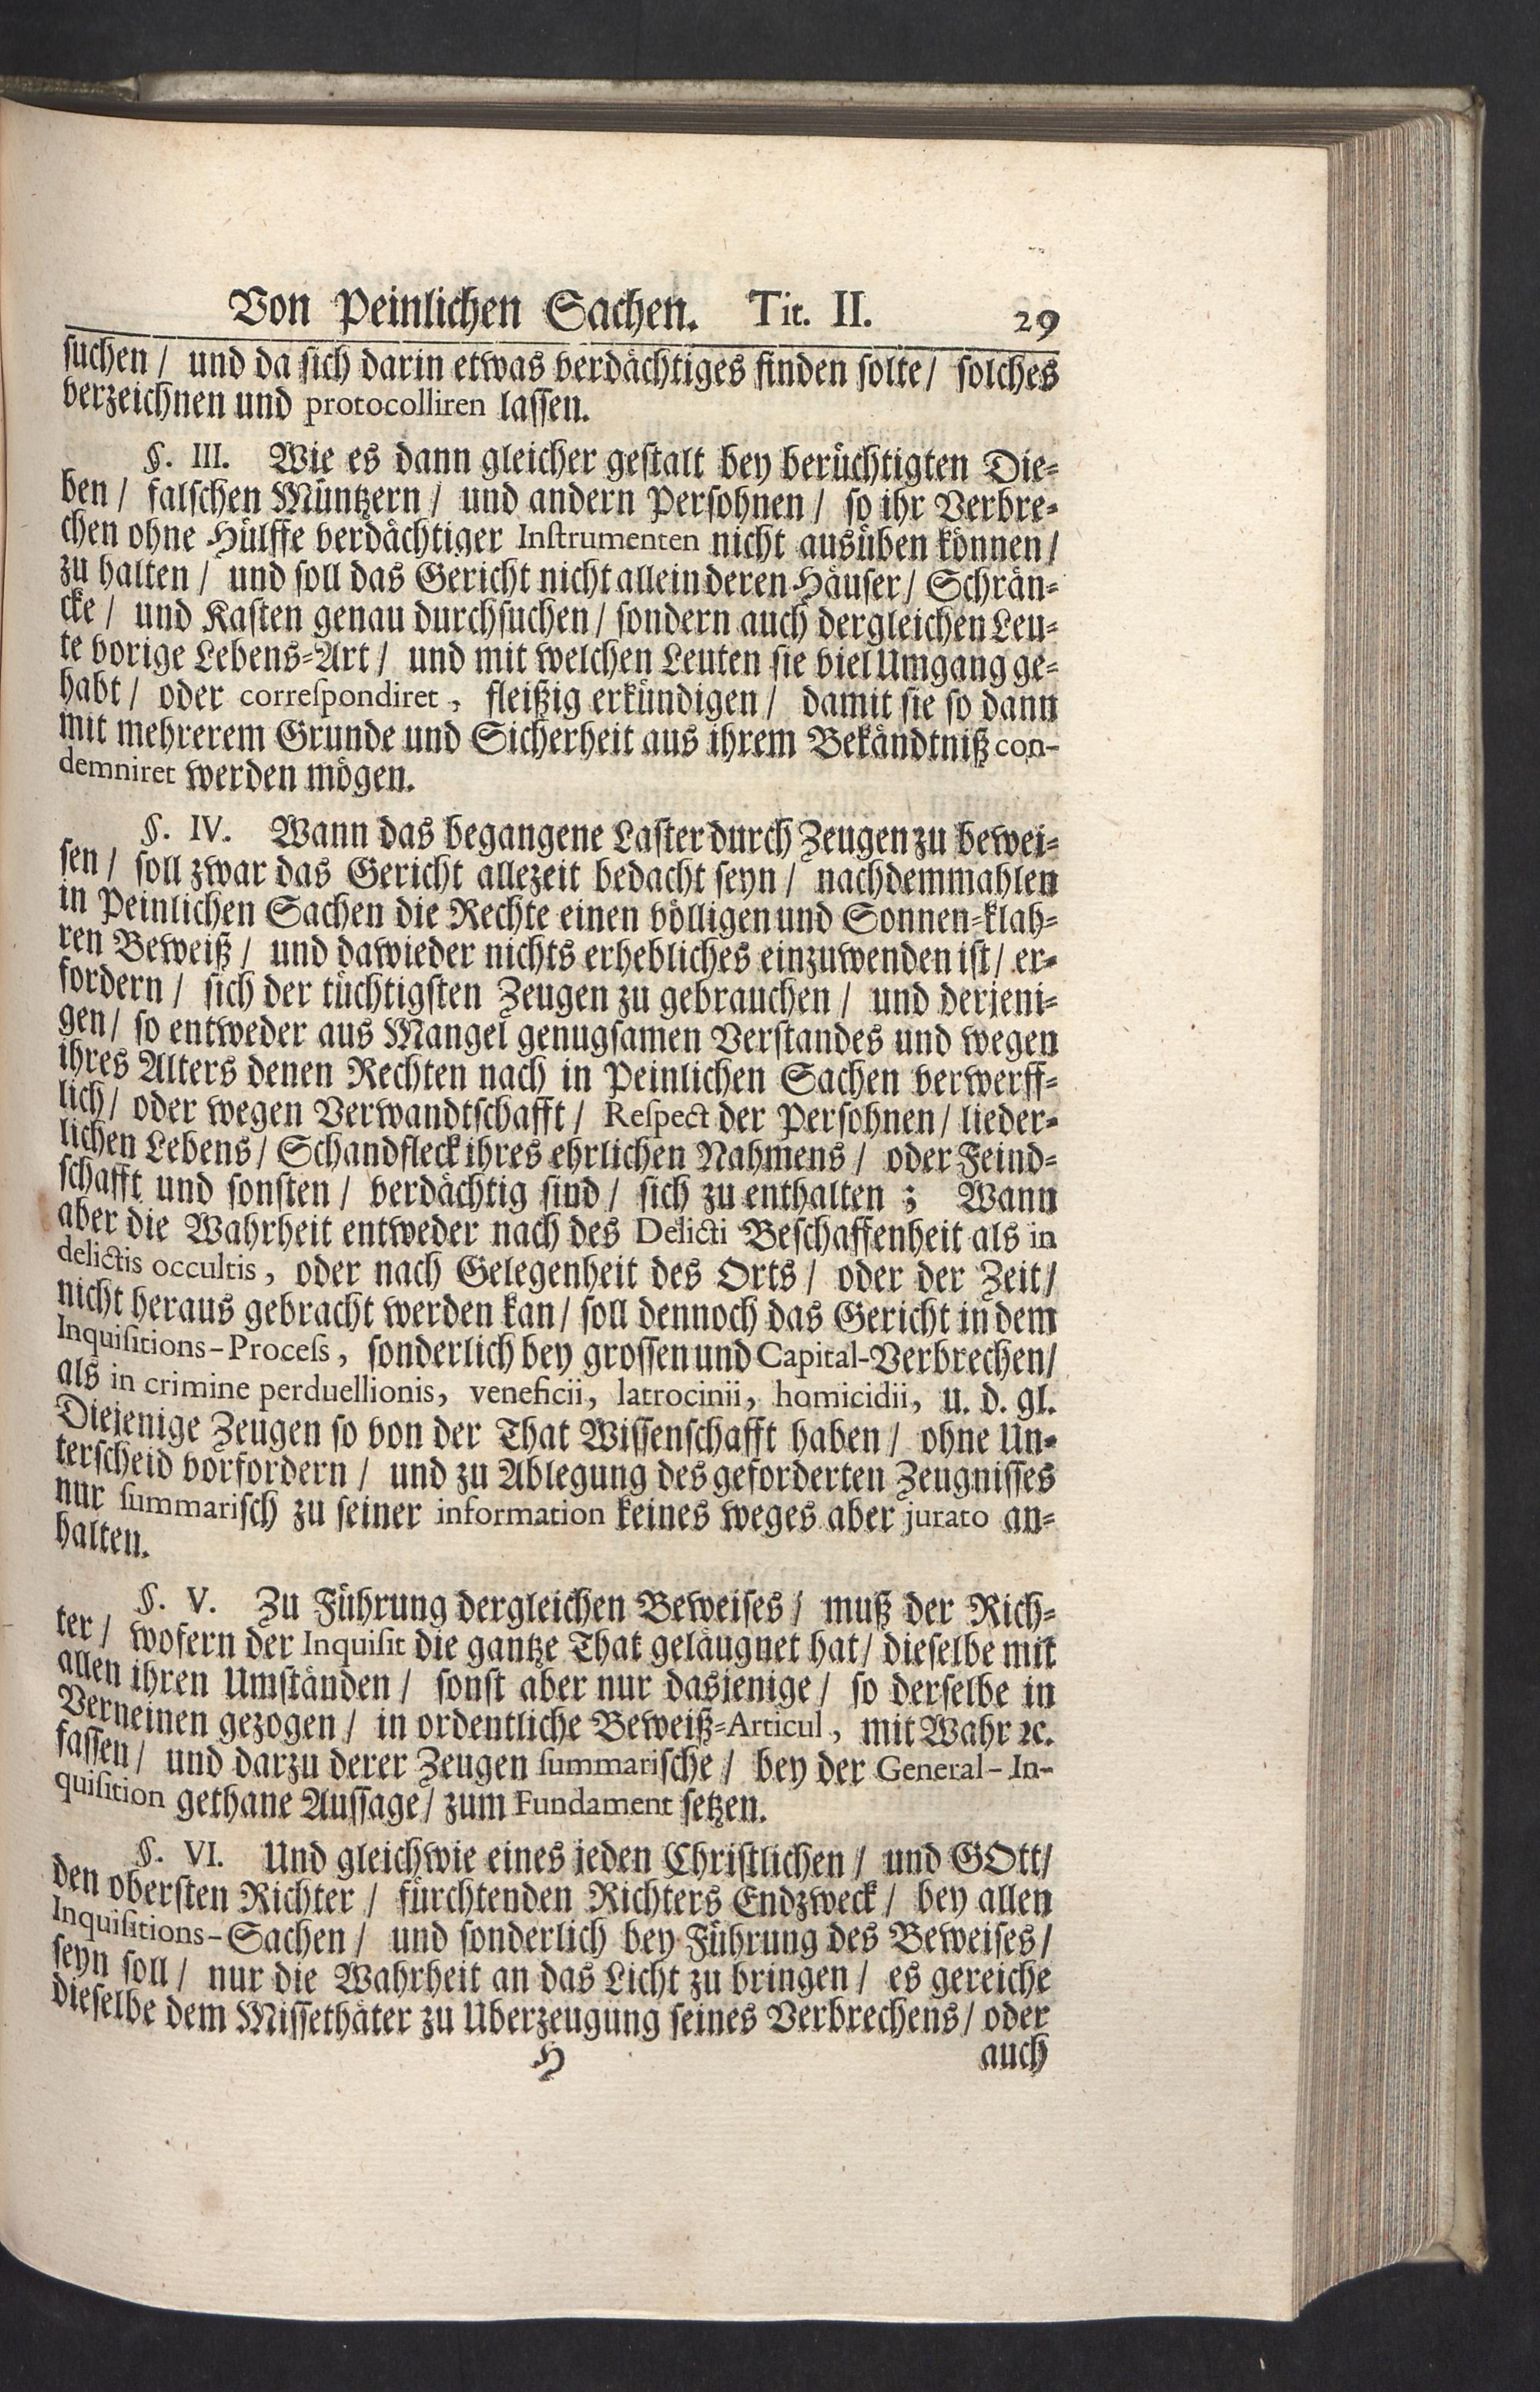 Von Peinlichen Sachen. Tit. II. 29
suchen / und da sich darin etwas verdächtiges finden solte / solches
verzeichnen und protocolliren lassen.
§. III. Wie es dann gleicher gestalt bey berüchtigten Die-
ben / falschen Müntzern / und andern Persohnen / so ihr Verbre-
chen ohne Hülffe verdächtiger Instrumenten nicht ausüben können /
zu halten / und soll das Gericht nicht allein deren Häuser / Schrän-
cke / und Kasten genau durchsuchen / sondern auch dergleichen Leu-
te vorige Lebens-Art / und mit welchen Leuten sie viel Umgang ge-
habt / oder correspondiret, fleißig erkündigen / damit sie so dann
mit mehrerem Grunde und Sicherheit aus ihrem Bekändtniß con-
demniret werden mögen.
§. IV. Wann das begangene Laster durch Zeugen zu bewei-
sen / soll zwar das Gericht allezeit bedacht seyn / nachdemmahlen
in Peinlichen Sachen die Rechte einen völligen und Sonnen-klah-
ren Beweiß / und dawieder nichts erhebliches einzuwenden ist / er-
fordern / sich der tüchtigsten Zeugen zu gebrauchen / und derjeni-
gen / so entweder aus Mangel genugsamen Verstandes und wegen
ihres Alters denen Rechten nach in Peinlichen Sachen verwerff-
lich / oder wegen Verwandtschafft / Respect der Persohnen / lieder-
lichen Lebens / Schandfleck ihres ehrlichen Nahmens / oder Feind-
schafft und sonsten / verdächtig sind / sich zu enthalten ; Wann
aber die Wahrheit entweder nach des Delicti Beschaffenheit als in
delictis occultis, oder nach Gelegenheit des Orts / oder der Zeit /
nicht heraus gebracht werden kan / soll dennoch das Gericht in dem
Inquisitions-Process, sonderlich bey grossen und Capital-Verbrechen /
als in crimine perduellionis, veneficii, latrocinii, homicidii, u. d. gl.
Diejenige Zeugen so von der That Wissenschafft haben / ohne Un-
terscheid vorfordern / und zu Ablegung des geforderten Zeugnisses
nur summarisch zu seiner information keines weges aber jurato an-
halten.
§. V. Zu Führung dergleichen Beweises / muß der Rich-
ter / wofern der Inquisit die gantze That geläugnet hat / dieselbe mit
allen ihren Umständen / sonst aber nur dasjenige / so derselbe in
Verneinen gezogen / in ordentliche Beweiß-Articul, mit Wahr ꝛc.
fassen / und darzu derer Zeugen summarische / bey der General-In-
quisition gethane Aussage / zum Fundament setzen.
§. VI. Und gleichwie eines jeden Christlichen / und GOtt /
den obersten Richter / fürchtenden Richters Endzweck / bey allen
Inquisitions-Sachen / und sonderlich bey Führung des Beweises /
seyn soll / nur die Wahrheit an das Licht zu bringen / es gereiche
dieselbe dem Missethäter zu Uberzeugung seines Verbrechens / oder
H auch